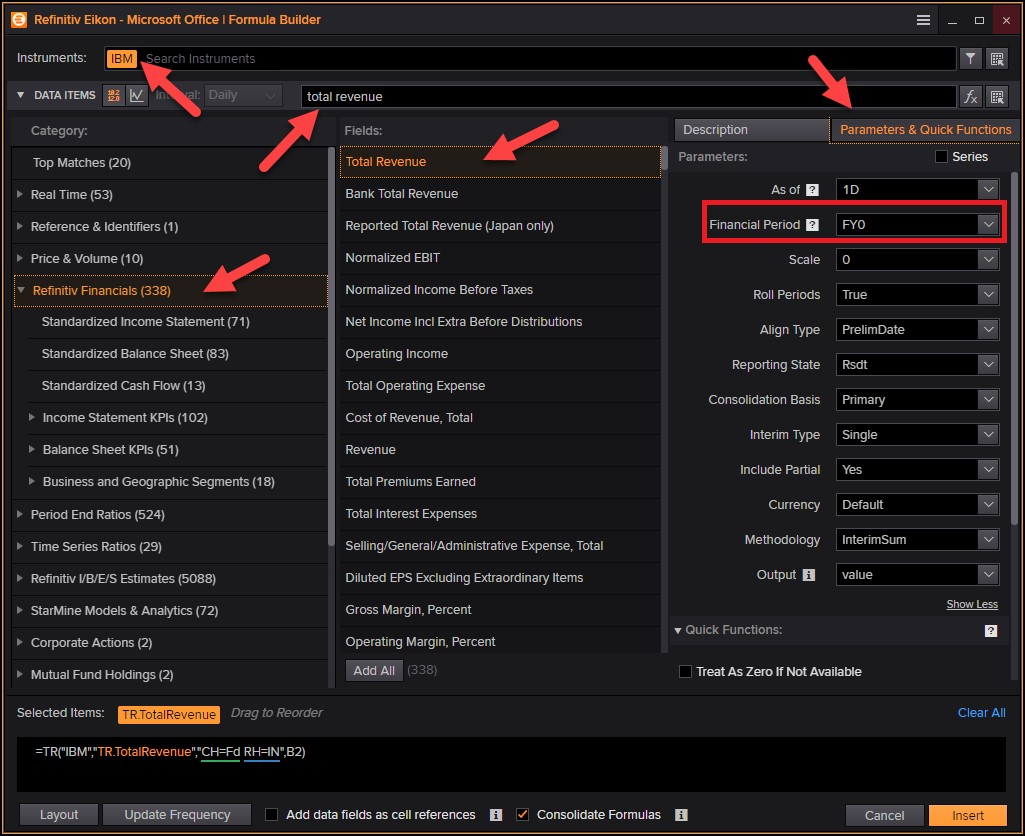 Refinitiv Eikon - Microsoft Office | Formula Builder
Instruments: IBM Search Instruments
DATA ITEMS Interval: Daily total revenue
Category:
Top Matches (20)
Real Time (53)
Reference & Identifiers (1)
Price & Volume (10)
Refinitiv Financials (338)
Standardized Income Statement (71)
Standardized Balance Sheet (83)
Standardized Cash Flow (13)
Income Statement KPIs (102)
Balance Sheet KPIs (51)
Business and Geographic Segments (18)
Period End Ratios (524)
Time Series Ratios (29)
Refinitiv I/B/E/S Estimates (5088)
StarMine Models & Analytics (72)
Corporate Actions (2)
Mutual Fund Holdings (2)
Fields:
Total Revenue
Bank Total Revenue
Reported Total Revenue (Japan only)
Normalized EBIT
Normalized Income Before Taxes
Net Income Incl Extra Before Distributions
Operating Income
Total Operating Expense
Cost of Revenue, Total
Revenue
Total Premiums Earned
Total Interest Expenses
Selling/General/Administrative Expense, Total
Diluted EPS Excluding Extraordinary Items
Gross Margin, Percent
Operating Margin, Percent
Add All (338)
Description Parameters & Quick Functions
Parameters: Series
As of ? 1D
Financial Period ? FY0
Scale 0
Roll Periods True
Align Type PrelimDate
Reporting State Rsdt
Consolidation Basis Primary
Interim Type Single
Include Partial Yes
Currency Default
Methodology InterimSum
Output i value
Show Less
Quick Functions: ?
Treat As Zero If Not Available
Selected Items: TR.TotalRevenue Drag to Reorder Clear All
=TR("IBM","TR.TotalRevenue","CH=Fd RH=IN",B2)
Layout Update Frequency Add data fields as cell references i Consolidate Formulas i Cancel Insert